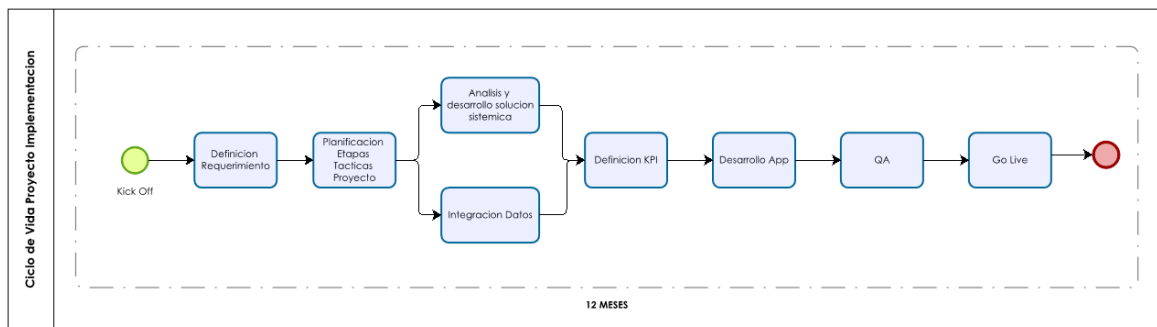 Ciclo de Vida Proyecto Implementacion
Kick Off
Definicion
Requerimiento
Planificacion
Etapas
Tacticas
Proyecto
Analisis y
desarrollo solucion
sistemica
Integracion Datos
Definicion KPI
Desarrollo App
QA
Go Live
12 MESES